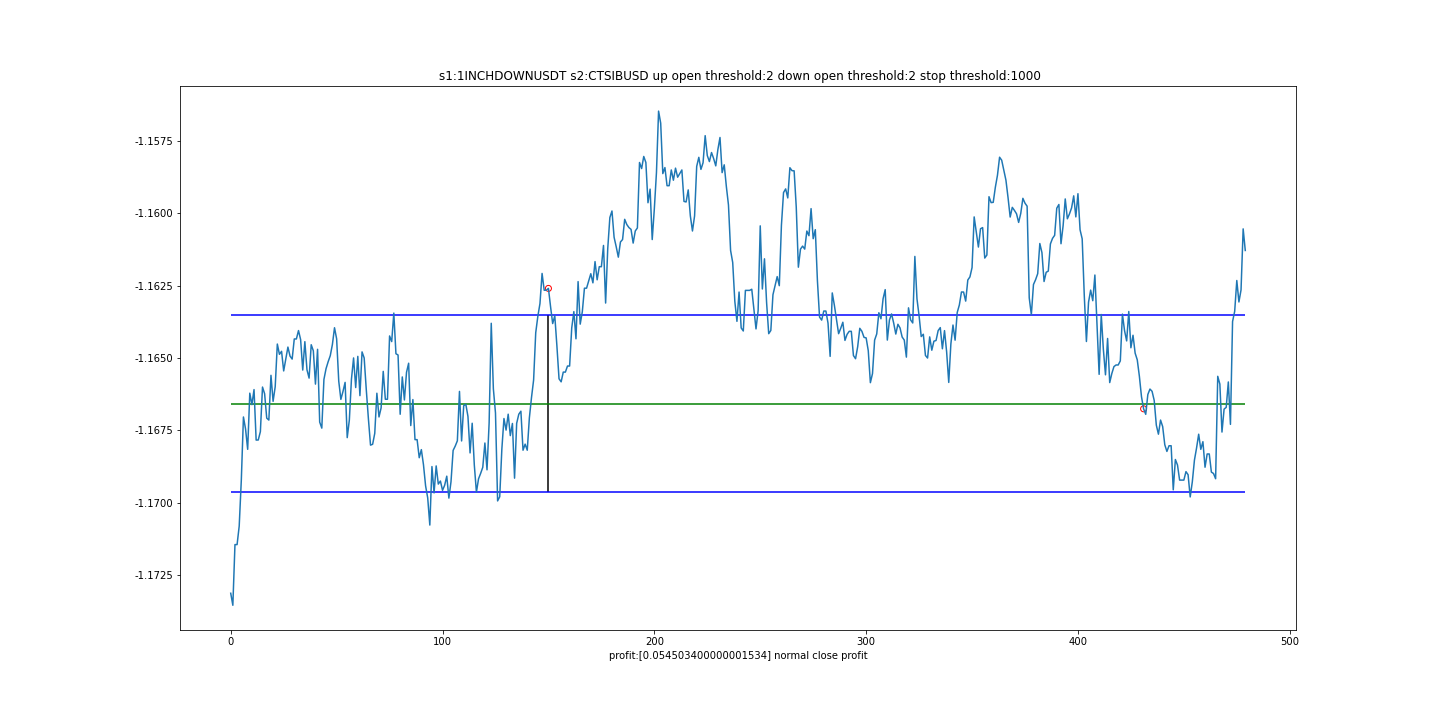 s1:1INCHDOWNUSDT s2:CTSIBUSD up open threshold:2 down open threshold:2 stop threshold:1000
-1.1575
-1.1600
-1.1625
-1.1650
-1.1675
-1.1700
-1.1725
0 100 200 300 400 500
profit:[0.054503400000001534] normal close profit